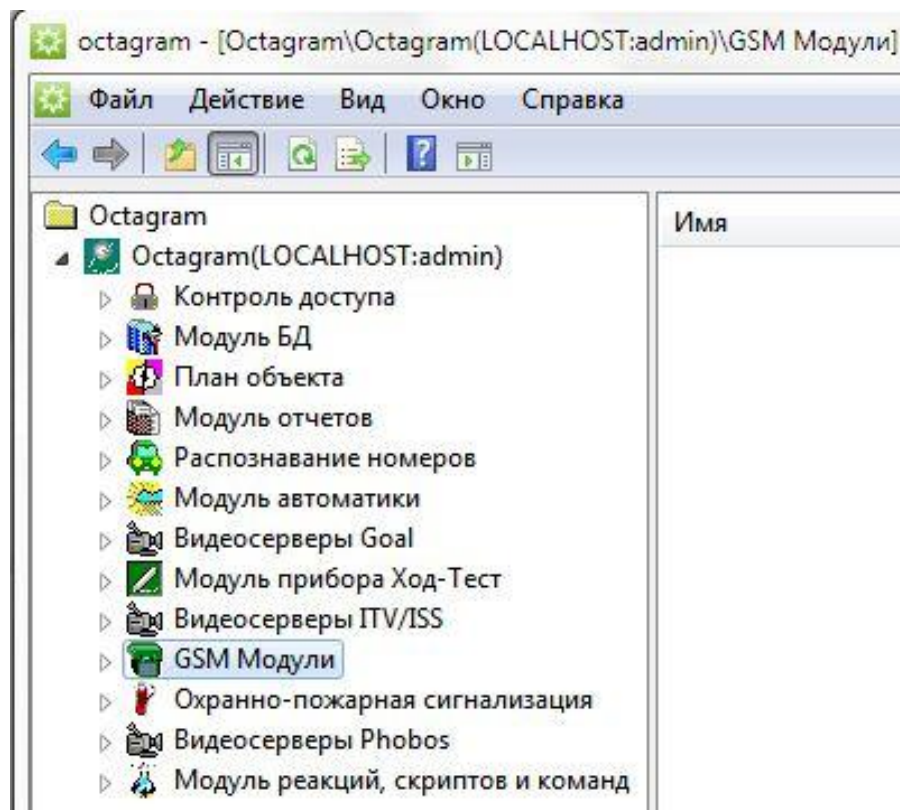 octagram - [Octagram\Octagram(LOCALHOST:admin)\GSM Модули]
Файл Действие Вид Окно Справка
Octagram
Имя
Octagram(LOCALHOST:admin)
Контроль доступа
Модуль БД
План объекта
Модуль отчетов
Распознавание номеров
Модуль автоматики
Видеосерверы Goal
Модуль прибора Ход-Тест
Видеосерверы ITV/ISS
GSM Модули
Охранно-пожарная сигнализация
Видеосерверы Phobos
Модуль реакций, скриптов и команд